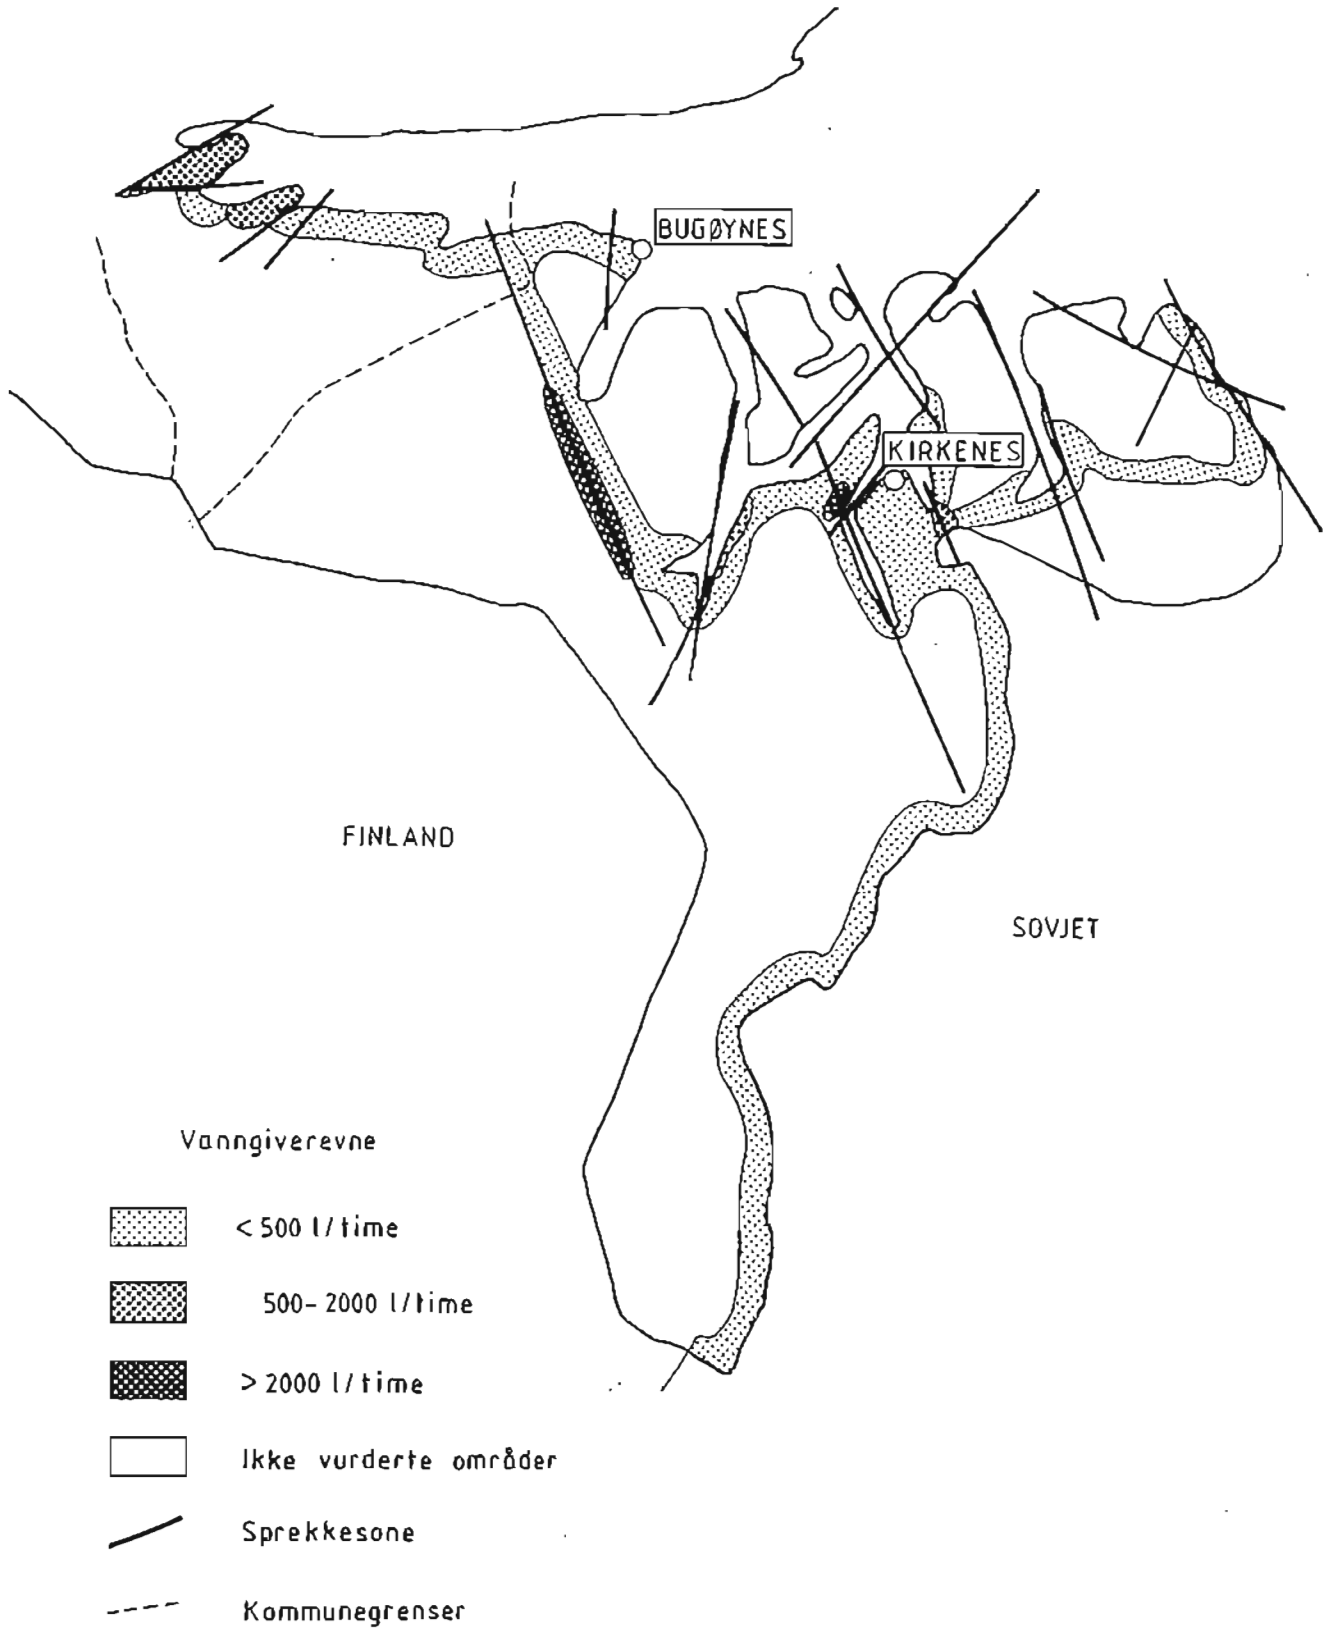 BUGØYNES
KIRKENES
FINLAND
SOVJET
Vanngiverevne
< 500 l/time
500-2000 l/time
> 2000 l/time
Ikke vurderte områder
Sprekkesone
Kommunegrenser